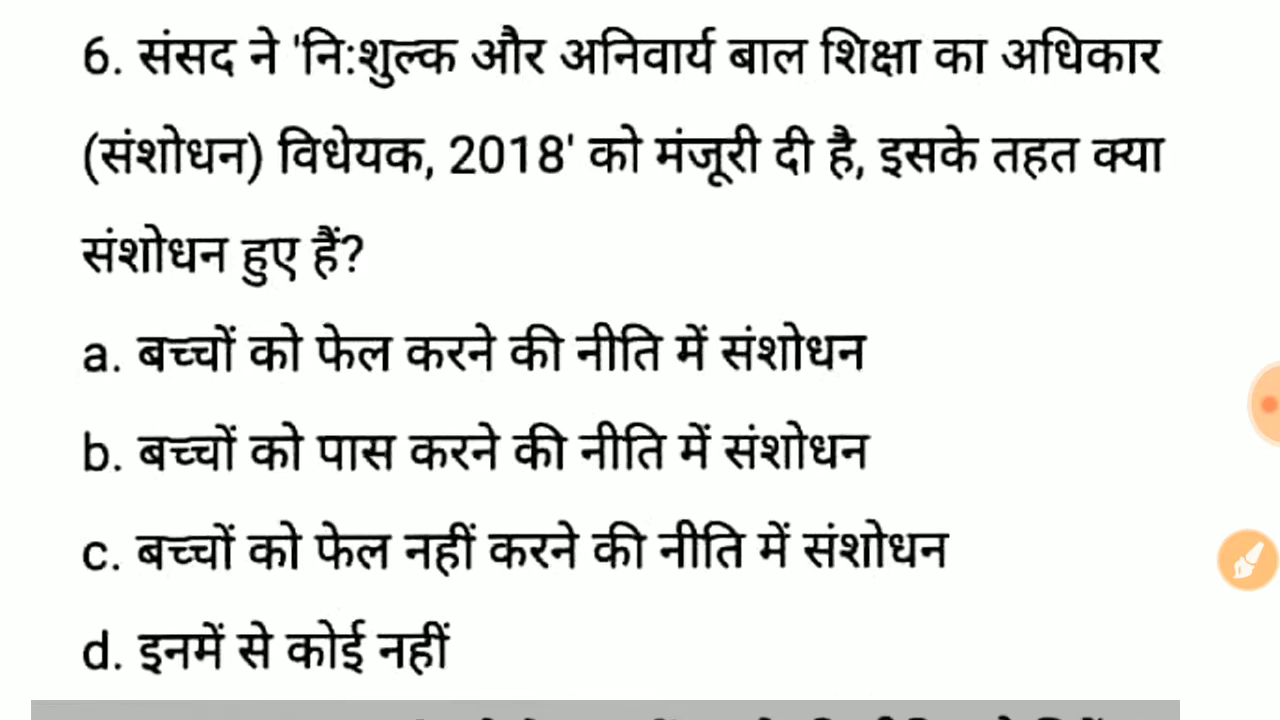 6. संसद ने 'नि:शुल्क और अनिवार्य बाल शिक्षा का अधिकार
(संशोधन) विधेयक, 2018' को मंजूरी दी है, इसके तहत क्या
संशोधन हुए हैं?
a. बच्चों को फेल करने की नीति में संशोधन
b. बच्चों को पास करने की नीति में संशोधन
c. बच्चों को फेल नहीं करने की नीति में संशोधन
d. इनमें से कोई नहीं